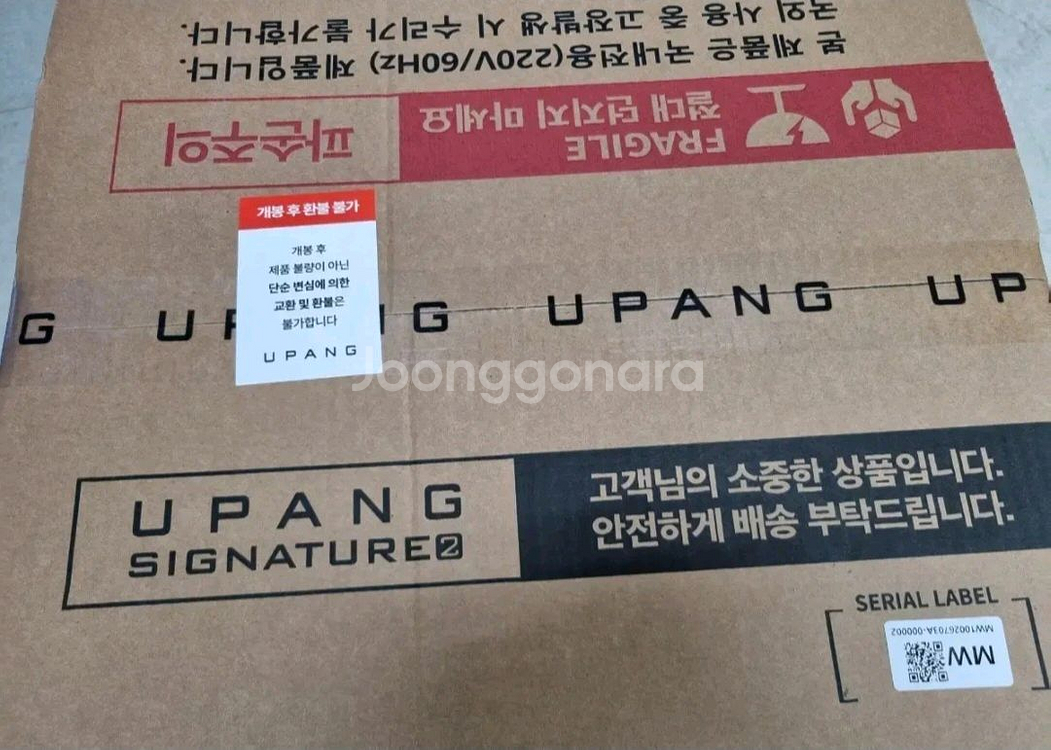 본 제품은 국내전용(220V/60Hz) 제품입니다.
국외 사용 중 고장발생 시 수리가 불가합니다.
파손주의
FRAGILE
절대 던지지 마세요
개봉 후 환불 불가
개봉 후
제품 불량이 아닌
단순 변심에 의한
교환 및 환불은
불가합니다
UPANG
G UPANG UPANG UP
Joonggonara
UPANG
SIGNATURE2
고객님의 소중한 상품입니다.
안전하게 배송 부탁드립니다.
SERIAL LABEL
MW
MW10026703A-000002